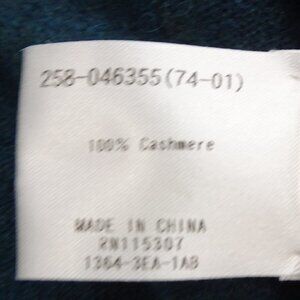 258-046355(74-01)
100% Cashmere
MADE IN CHINA
RN115307
1364-3EA-1AB